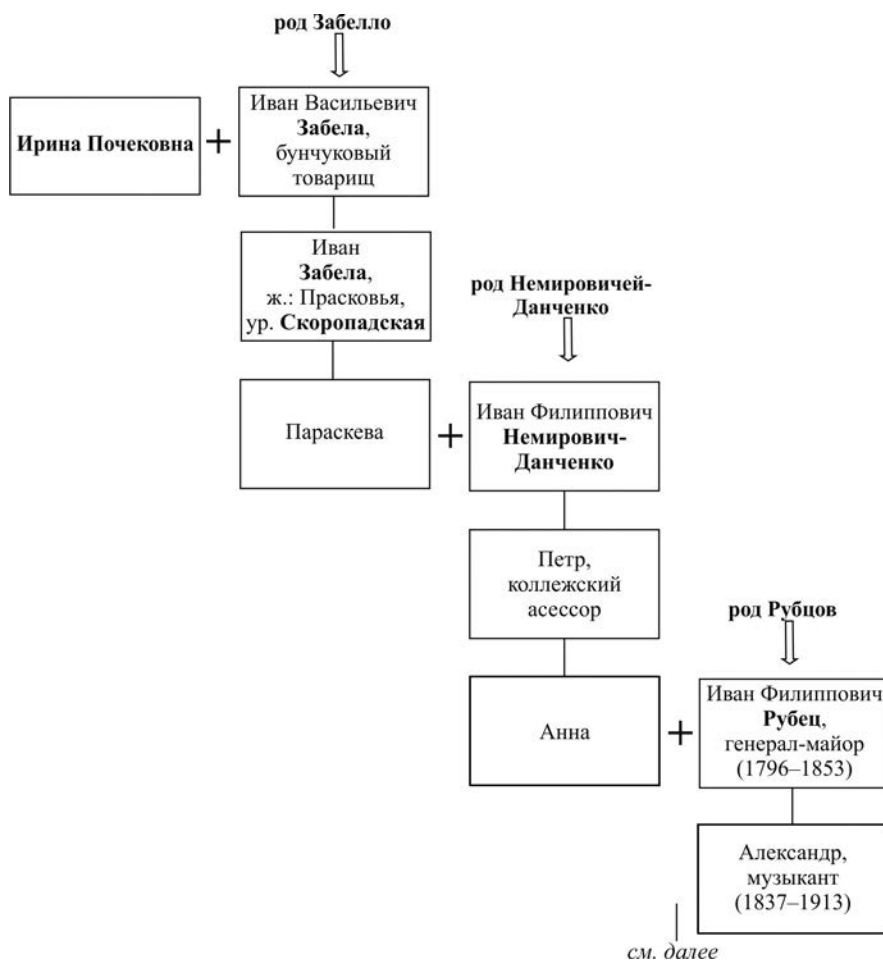 род Забелло
Ирина Почековна
+
Иван Васильевич
Забела,
бунчуковый
товарищ
Иван
Забела,
ж.: Прасковья,
ур. Скоропадская
род Немировичей-
Данченко
Параскева
+
Иван Филиппович
Немирович-
Данченко
Петр,
коллежский
асессор
род Рубцов
Анна
+
Иван Филиппович
Рубец,
генерал-майор
(1796–1853)
Александр,
музыкант
(1837–1913)
см. далее